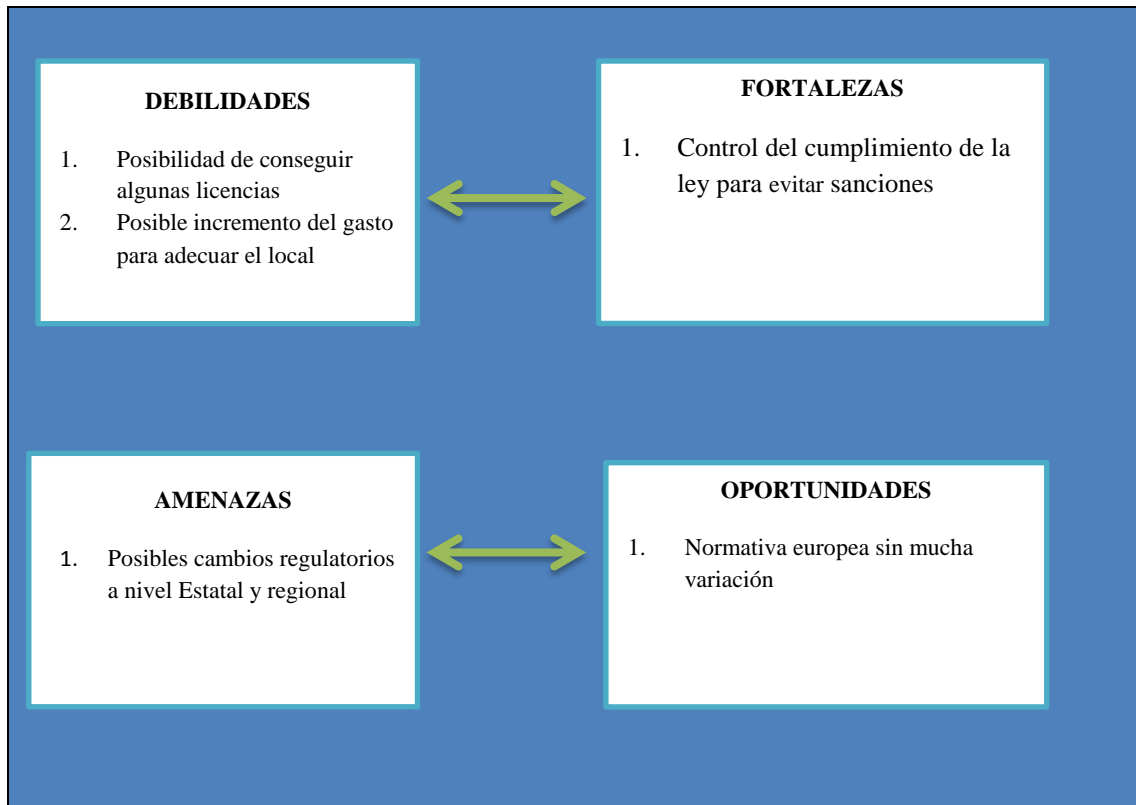 DEBILIDADES
1. Posibilidad de conseguir
algunas licencias
2. Posible incremento del gasto
para adecuar el local
FORTALEZAS
1. Control del cumplimiento de la
ley para evitar sanciones
AMENAZAS
1. Posibles cambios regulatorios
a nivel Estatal y regional
OPORTUNIDADES
1. Normativa europea sin mucha
variación